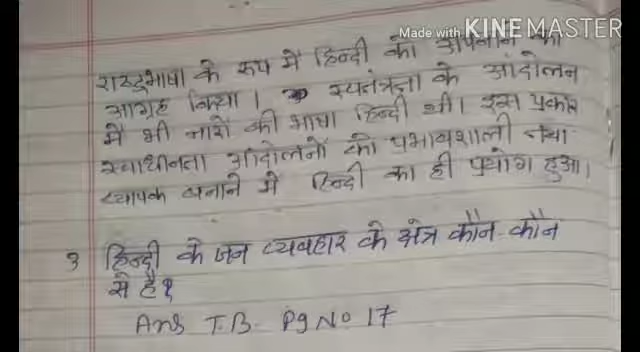 Made with KINEMASTER
राष्ट्रभाषा के रूप में हिन्दी को अपनाने का
आग्रह किया। स्वतंत्रता के आंदोलन
में भी नारों की भाषा हिन्दी थी। इस प्रकार
स्वाधीनता आंदोलनों को प्रभावशाली तथा
व्यापक बनाने में हिन्दी का ही प्रयोग हुआ।
3 हिन्दी के जन व्यवहार के क्षेत्र कौन-कौन
से है?
Ans T.B. Pg No 17